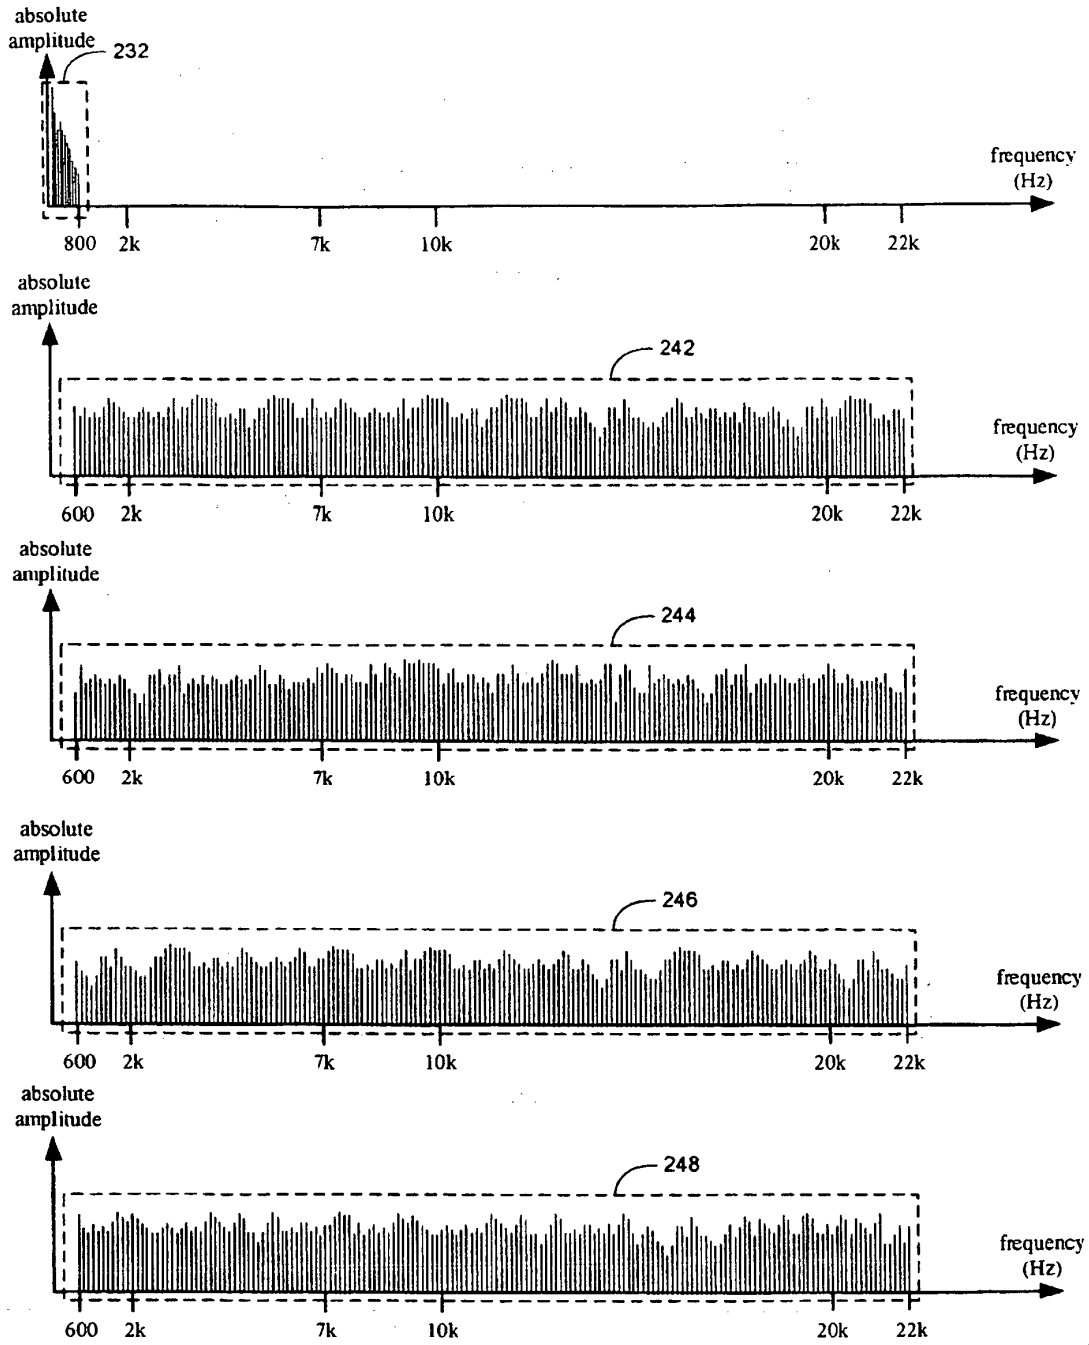 absolute
amplitude
232
frequency
(Hz)
800 2k 7k 10k 20k 22k
absolute
amplitude
242
frequency
(Hz)
600 2k 7k 10k 20k 22k
absolute
amplitude
244
frequency
(Hz)
600 2k 7k 10k 20k 22k
absolute
amplitude
246
frequency
(Hz)
600 2k 7k 10k 20k 22k
absolute
amplitude
248
frequency
(Hz)
600 2k 7k 10k 20k 22k